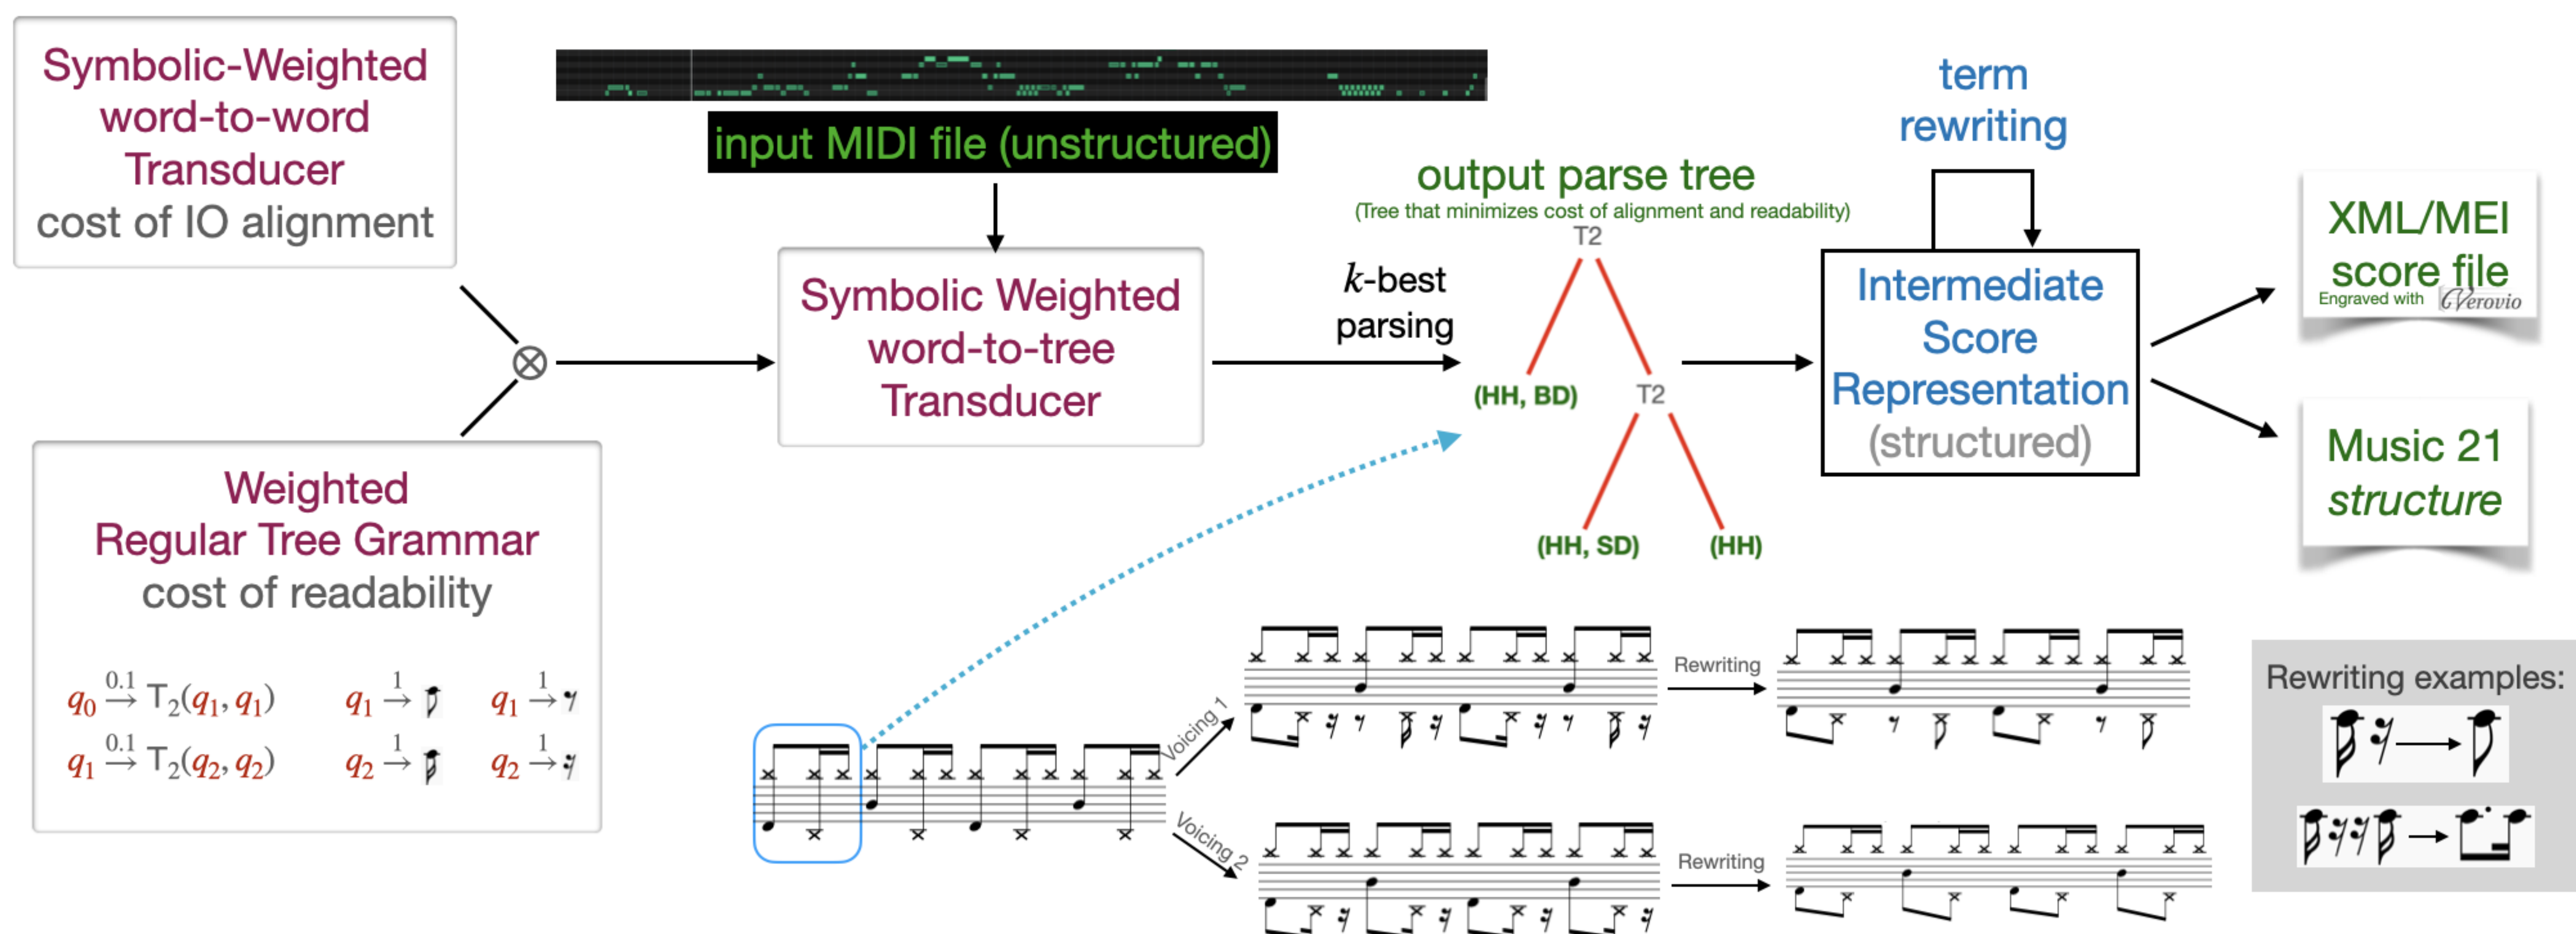 Symbolic-Weighted
word-to-word
Transducer
cost of IO alignment
Weighted
Regular Tree Grammar
cost of readability
q0 0.1→ T2(q1, q1)
q1 1→
q1 1→
q1 0.1→ T2(q2, q2)
q2 1→
q2 1→
input MIDI file (unstructured)
Symbolic Weighted
word-to-tree
Transducer
k-best
parsing
output parse tree
(Tree that minimizes cost of alignment and readability)
T2
(HH, BD)
T2
(HH, SD)
(HH)
term
rewriting
Intermediate
Score
Representation
(structured)
XML/MEI
score file
Engraved with Verovio
Music 21
structure
Voicing 1
Rewriting
Voicing 2
Rewriting
Rewriting examples: